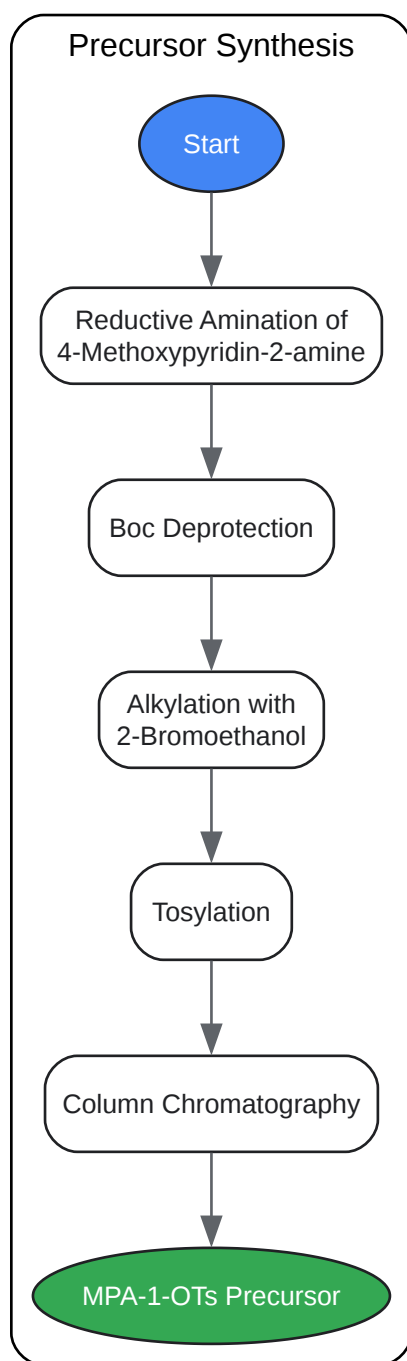 Precursor Synthesis
Start
Reductive Amination of
4-Methoxypyridin-2-amine
Boc Deprotection
Alkylation with
2-Bromoethanol
Tosylation
Column Chromatography
MPA-1-OTs Precursor